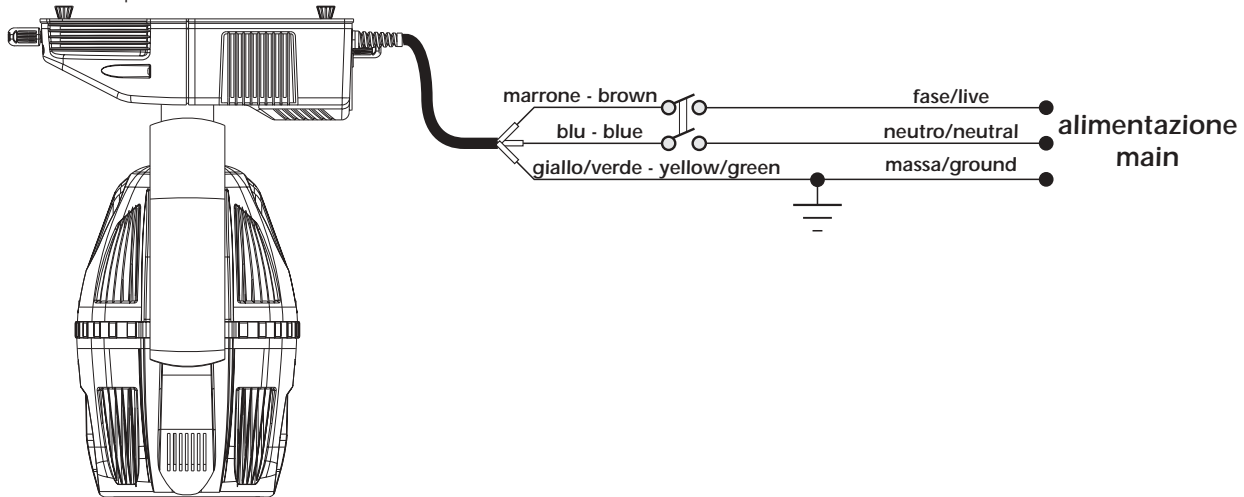 marrone - brown
fase/live
blu - blue
neutro/neutral
giallo/verde - yellow/green
massa/ground
alimentazione
main